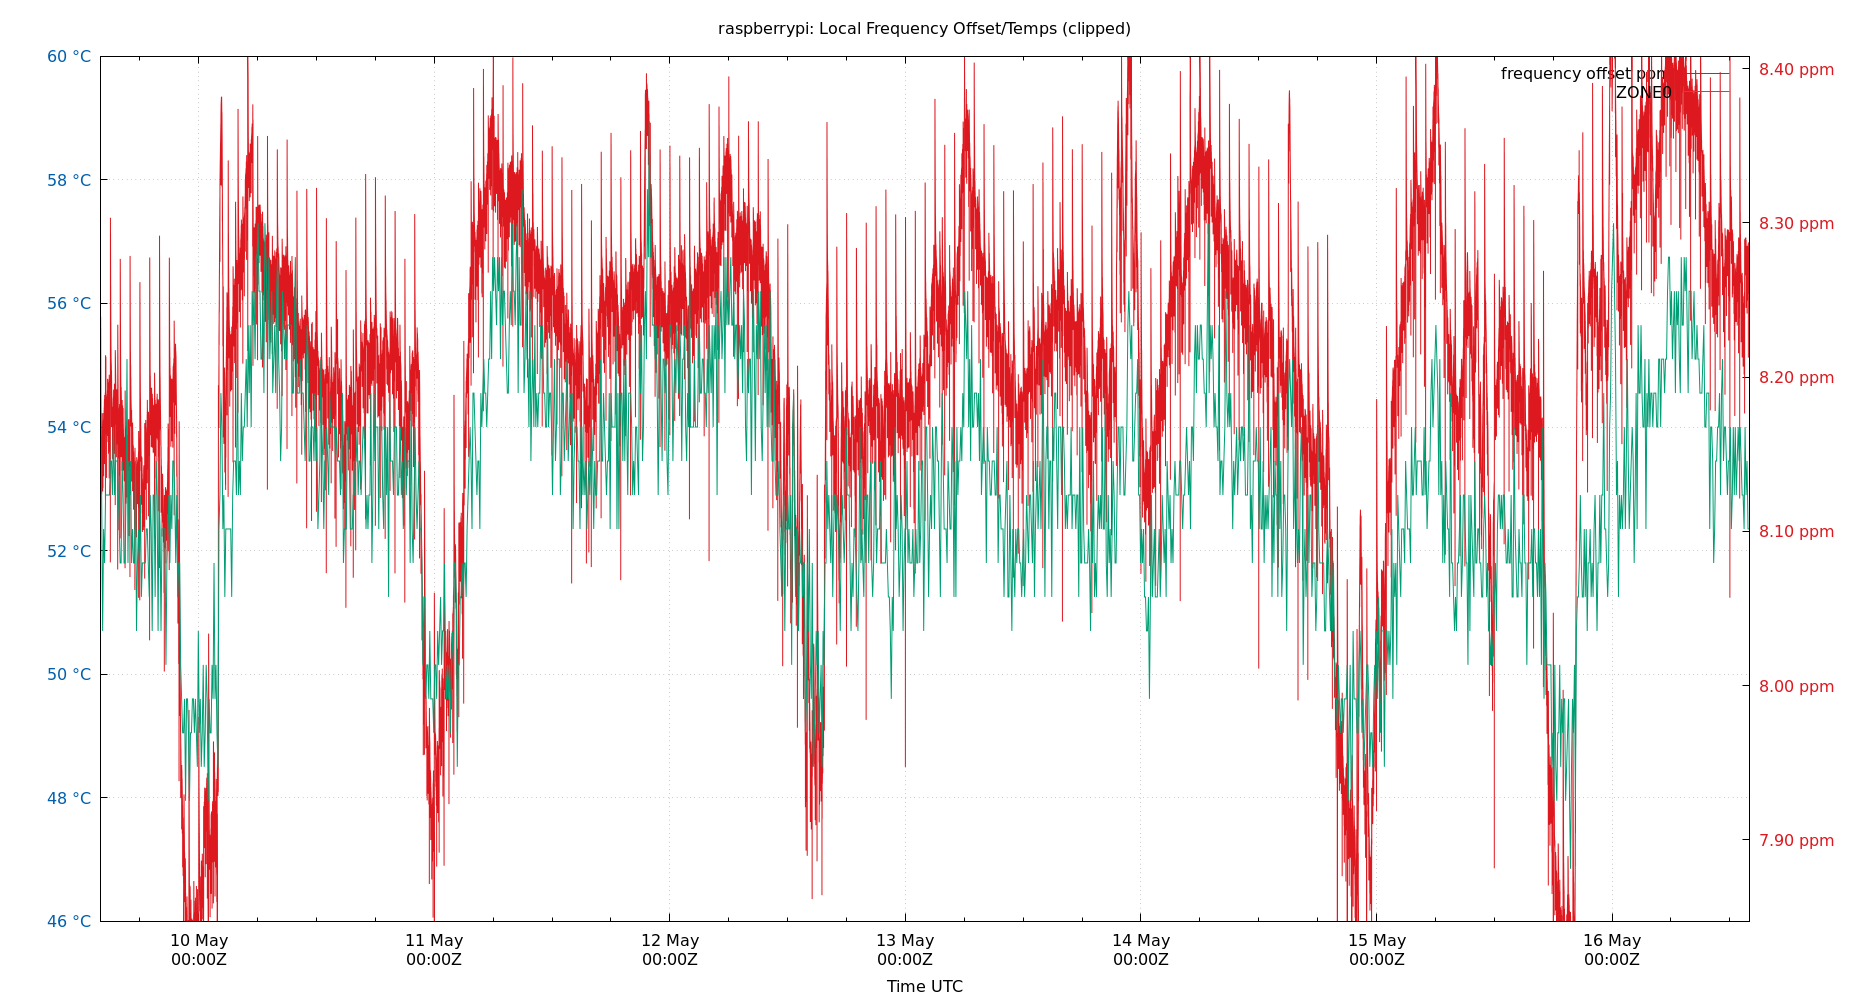 raspberrypi: Local Frequency Offset/Temps (clipped)
60 °C
58 °C
56 °C
54 °C
52 °C
50 °C
48 °C
46 °C
8.40 ppm
8.30 ppm
8.20 ppm
8.10 ppm
8.00 ppm
7.90 ppm
frequency offset
ZONE0
10 May
00:00Z
11 May
00:00Z
12 May
00:00Z
13 May
00:00Z
14 May
00:00Z
15 May
00:00Z
16 May
00:00Z
Time UTC